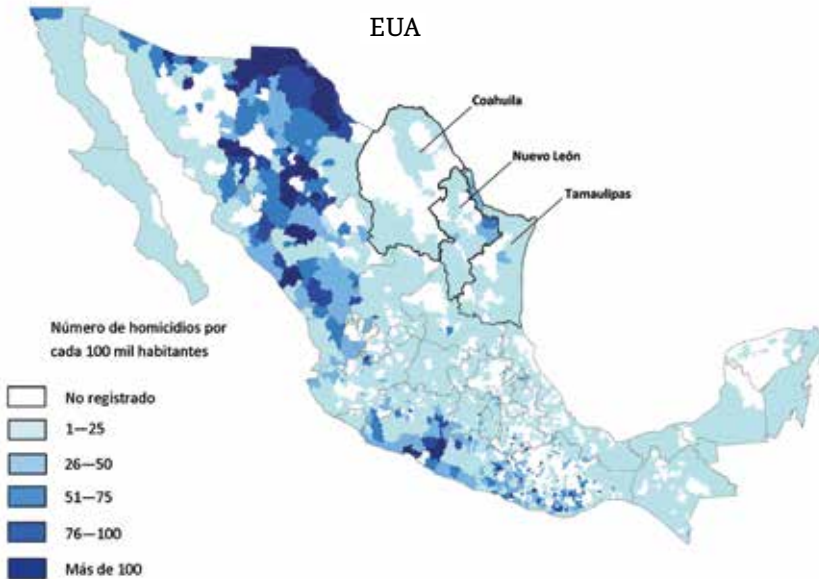 EUA
Coahuila
Nuevo León
Tamaulipas
Número de homicidios por
cada 100 mil habitantes
No registrado
1—25
26—50
51—75
76—100
Más de 100